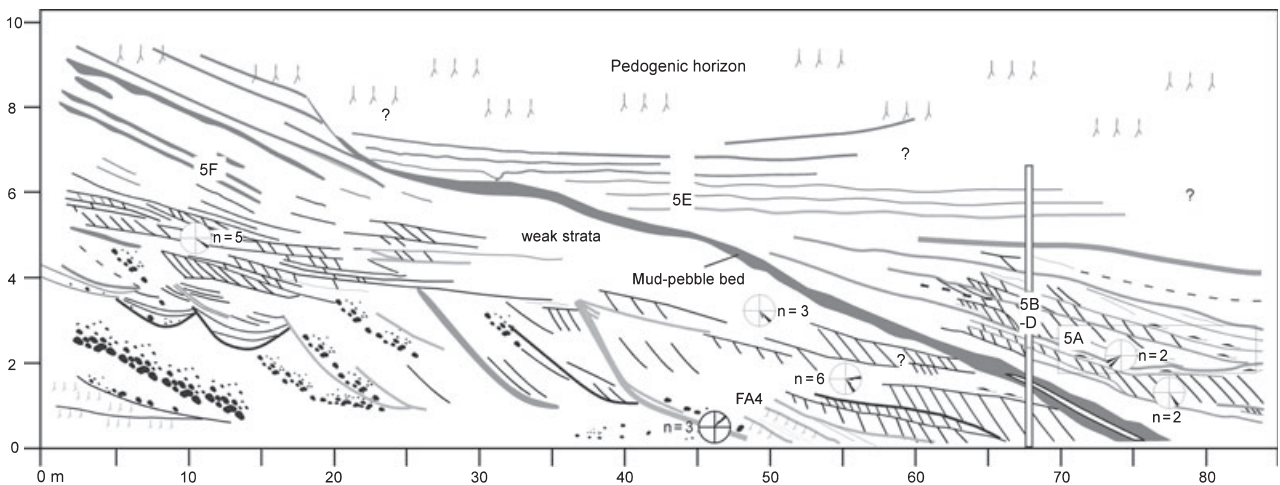 10
Pedogenic horizon
8
?
?
5F
6
5E
?
n=5
weak strata
Mud-pebble bed
4
n=3
5B
-D
5A
n=2
2
?
n=6
n=2
FA4
n=3
0
0 m 10 20 30 40 50 60 70 80